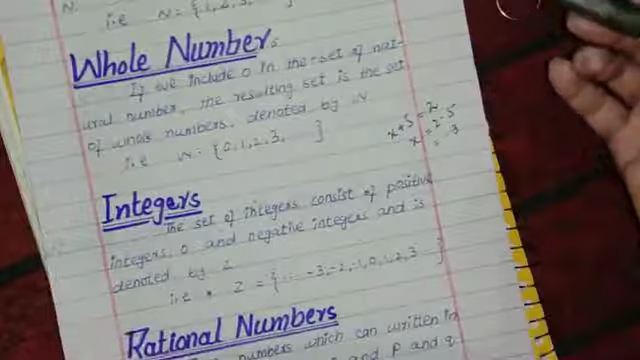 i.e N = {1, 2, 3,      }
Whole Numbers
If we include 0 in the set of nat-
ural number, the resulting set is the set
of whole numbers, denoted by W
i.e W = {0, 1, 2, 3,      }
x + 5 = 2
x = 2-5
= -3
Integers
The set of integers consist of positive
integers, 0 and negative integers and is
denoted by Z
i.e Z = {... -3, -2, -1, 0, 1, 2, 3    }
Rational Numbers
numbers which can written in
and P and q